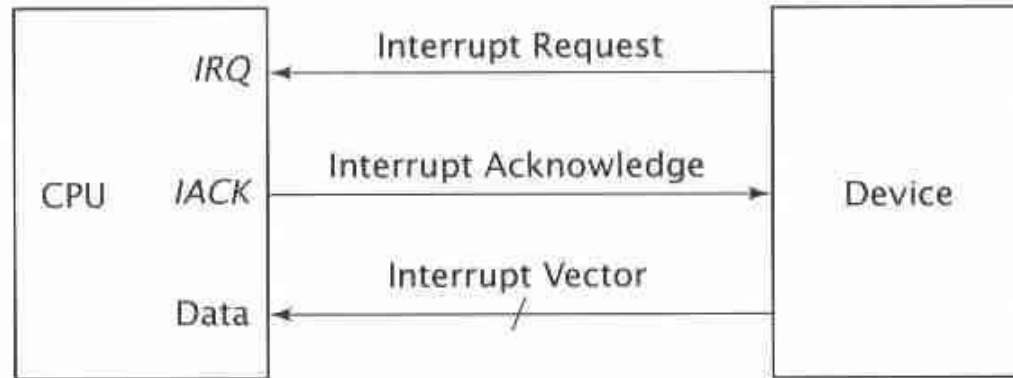 Interrupt Request
IRQ
Interrupt Acknowledge
CPU
IACK
Device
Interrupt Vector
Data